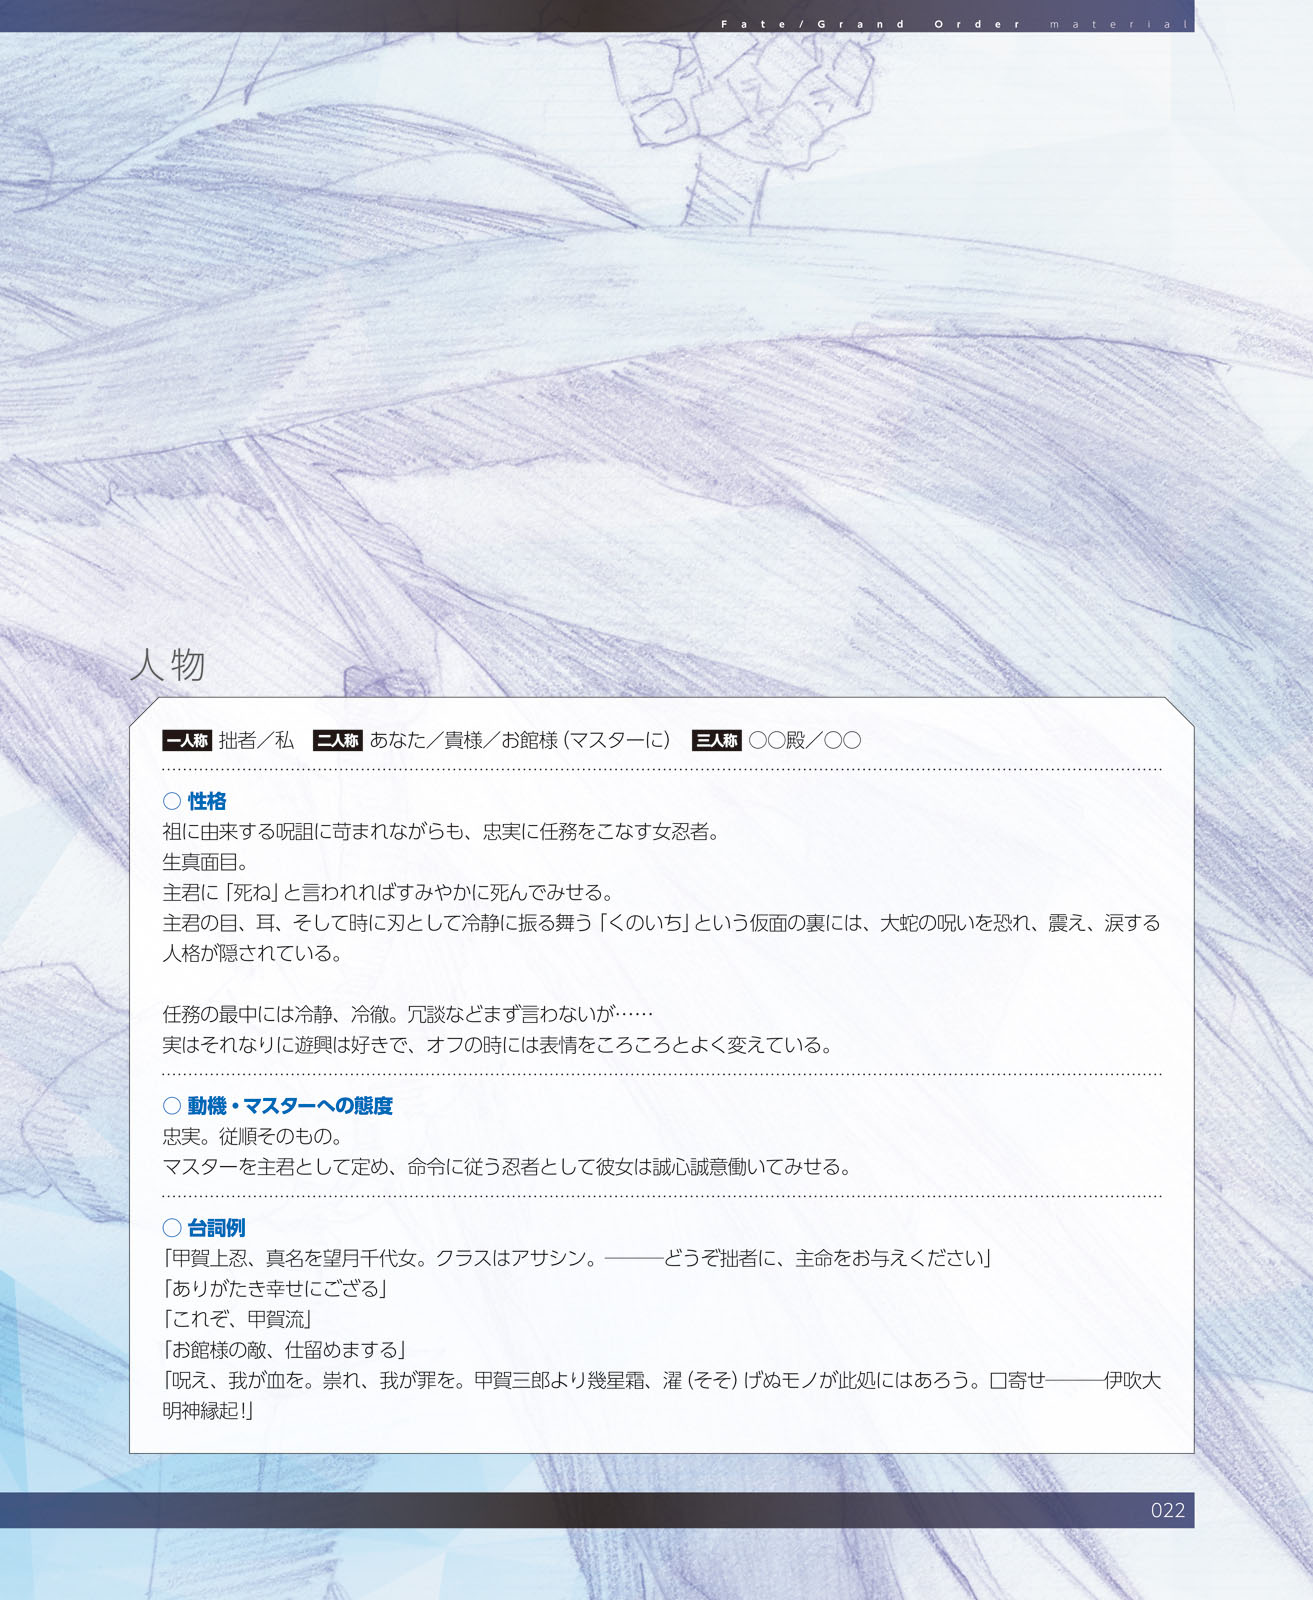 Fate/Grand Order material
人物
一人称 拙者／私 二人称 あなた／貴様／お館様（マスターに） 三人称 〇〇殿／〇〇
○ 性格
祖に由来する呪詛に苛まれながらも、忠実に任務をこなす女忍者。
生真面目。
主君に「死ね」と言われればすみやかに死んでみせる。
主君の目、耳、そして時に刃として冷静に振る舞う「くのいち」という仮面の裏には、大蛇の呪いを恐れ、震え、涙する
人格が隠されている。
任務の最中には冷静、冷徹。冗談などまず言わないが……
実はそれなりに遊興は好きで、オフの時には表情をころころとよく変えている。
○ 動機・マスターへの態度
忠実。従順そのもの。
マスターを主君として定め、命令に従う忍者として彼女は誠心誠意働いてみせる。
○ 台詞例
「甲賀上忍、真名を望月千代女。クラスはアサシン。―――どうぞ拙者に、主命をお与えください」
「ありがたき幸せにござる」
「これぞ、甲賀流」
「お館様の敵、仕留めまする」
「呪え、我が血を。祟れ、我が罪を。甲賀三郎より幾星霜、濯（そそ）げぬモノが此処にはあろう。口寄せ―――伊吹大
明神縁起！」
022